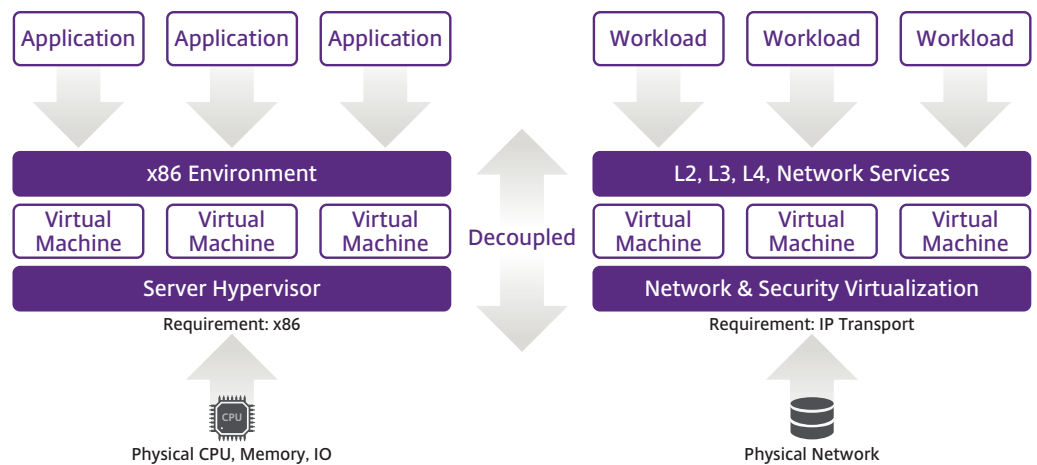 Application
Application
Application
x86 Environment
Virtual
Machine
Virtual
Machine
Virtual
Machine
Server Hypervisor
Requirement: x86
CPU
Physical CPU, Memory, IO
Decoupled
Workload
Workload
Workload
L2, L3, L4, Network Services
Virtual
Machine
Virtual
Machine
Virtual
Machine
Network & Security Virtualization
Requirement: IP Transport
Physical Network